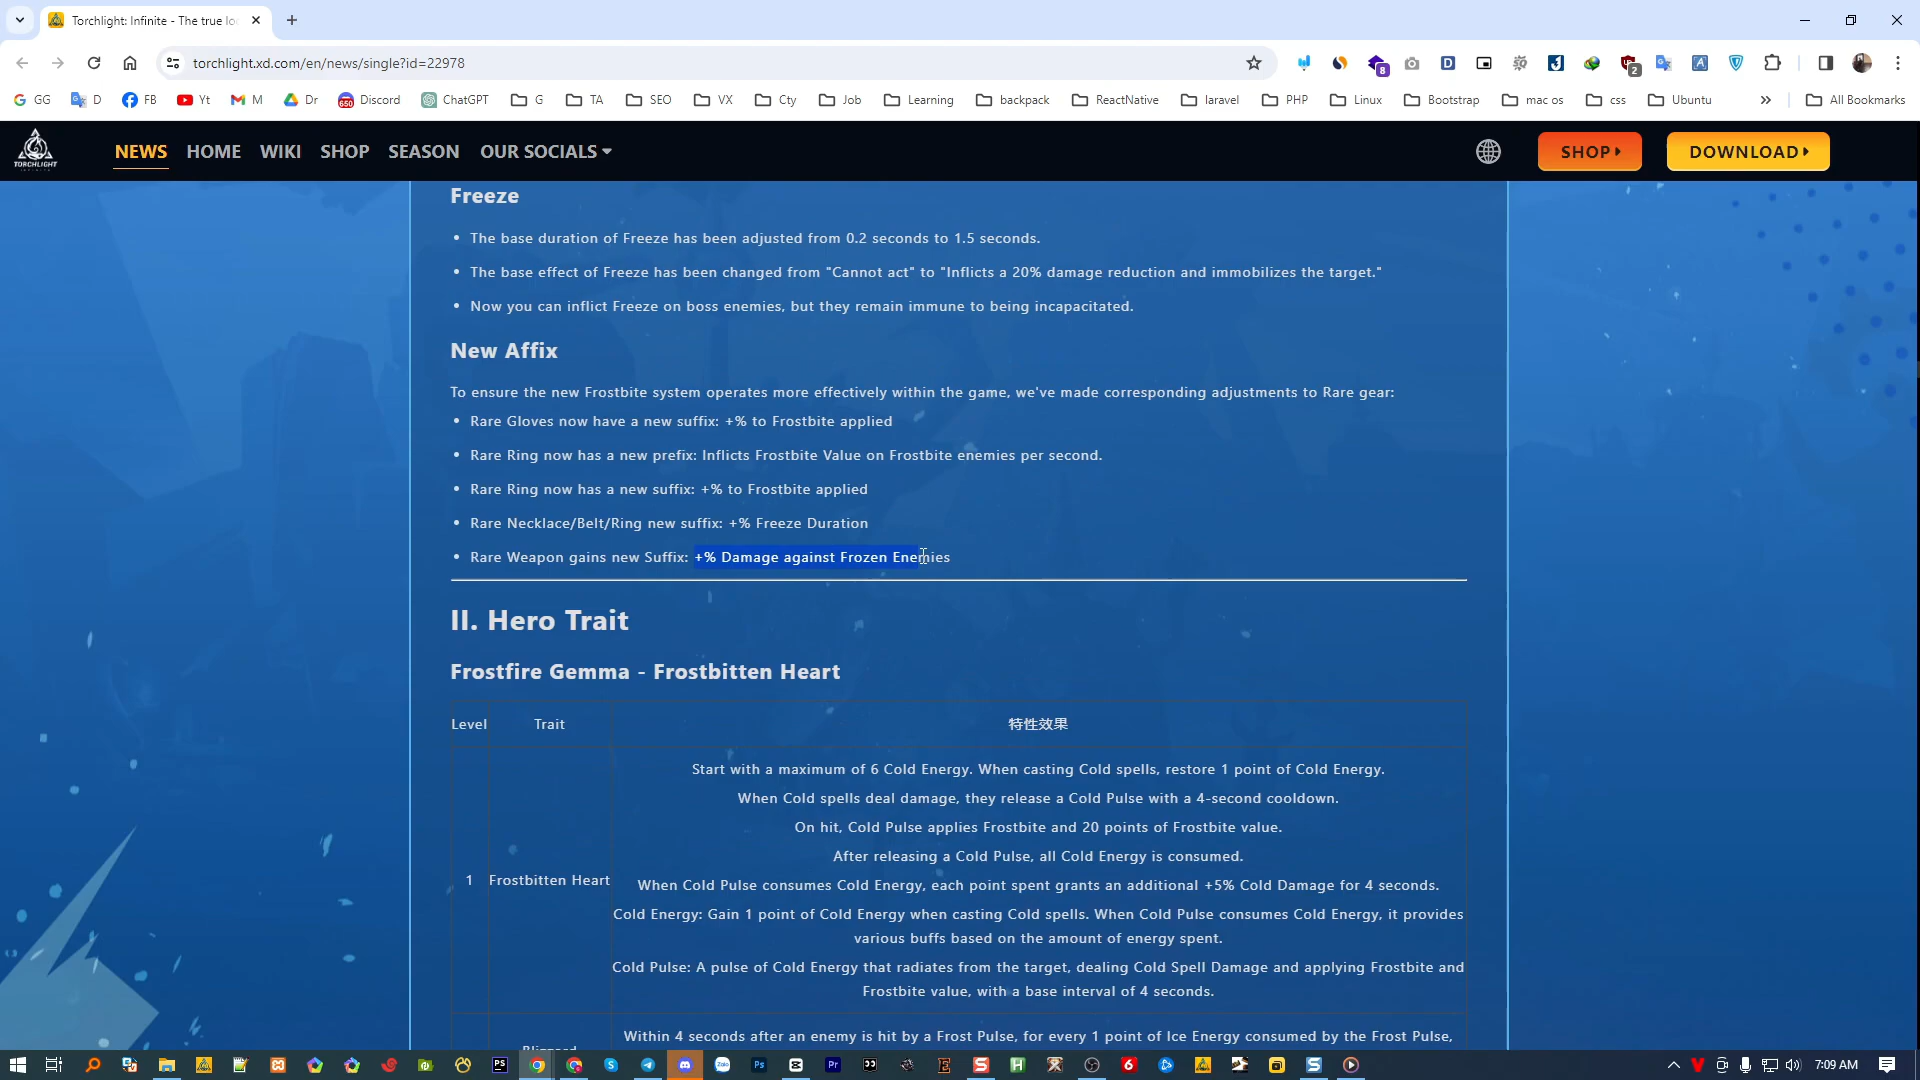 Torchlight: Infinite - The true lo
torchlight.xd.com/en/news/single?id=22978
8
2
GG
D
FB
Yt
M
Dr
Discord
ChatGPT
G
TA
SEO
VX
Cty
Job
Learning
backpack
ReactNative
laravel
PHP
Linux
Bootstrap
mac os
css
Ubuntu
All Bookmarks
TORCHLIGHT
NEWS
HOME
WIKI
SHOP
SEASON
OUR SOCIALS
SHOP
DOWNLOAD
Freeze
• The base duration of Freeze has been adjusted from 0.2 seconds to 1.5 seconds.
• The base effect of Freeze has been changed from "Cannot act" to "Inflicts a 20% damage reduction and immobilizes the target."
• Now you can inflict Freeze on boss enemies, but they remain immune to being incapacitated.
New Affix
To ensure the new Frostbite system operates more effectively within the game, we've made corresponding adjustments to Rare gear:
• Rare Gloves now have a new suffix: +% to Frostbite applied
• Rare Ring now has a new prefix: Inflicts Frostbite Value on Frostbite enemies per second.
• Rare Ring now has a new suffix: +% to Frostbite applied
• Rare Necklace/Belt/Ring new suffix: +% Freeze Duration
• Rare Weapon gains new Suffix: +% Damage against Frozen Enemies
II. Hero Trait
Frostfire Gemma - Frostbitten Heart
Level
Trait
特性效果
1
Frostbitten Heart
Start with a maximum of 6 Cold Energy. When casting Cold spells, restore 1 point of Cold Energy.
When Cold spells deal damage, they release a Cold Pulse with a 4-second cooldown.
On hit, Cold Pulse applies Frostbite and 20 points of Frostbite value.
After releasing a Cold Pulse, all Cold Energy is consumed.
When Cold Pulse consumes Cold Energy, each point spent grants an additional +5% Cold Damage for 4 seconds.
Cold Energy: Gain 1 point of Cold Energy when casting Cold spells. When Cold Pulse consumes Cold Energy, it provides
various buffs based on the amount of energy spent.
Cold Pulse: A pulse of Cold Energy that radiates from the target, dealing Cold Spell Damage and applying Frostbite and
Frostbite value, with a base interval of 4 seconds.
Blizzard
Within 4 seconds after an enemy is hit by a Frost Pulse, for every 1 point of Ice Energy consumed by the Frost Pulse,
7:09 AM